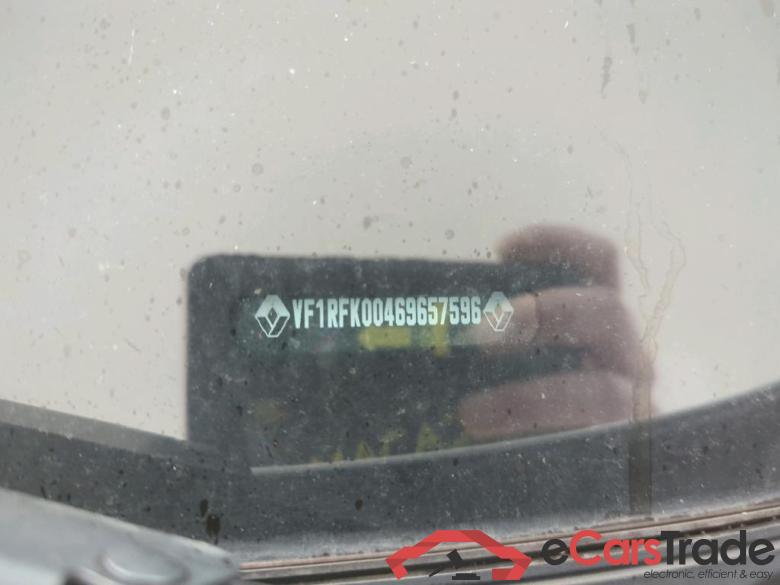 VF1RFK00469657596
eCarsTrade
electronic, efficient & easy